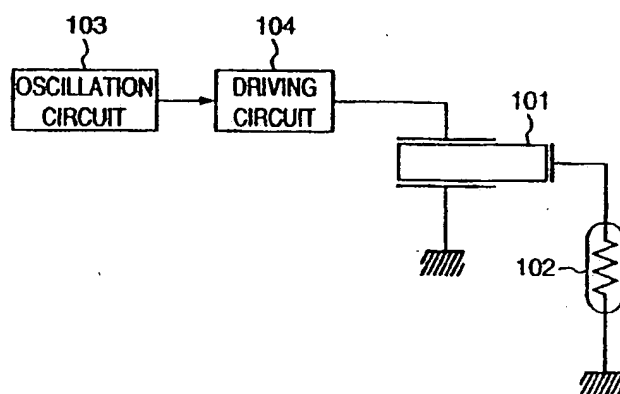 103
104
OSCILLATION
CIRCUIT
DRIVING
CIRCUIT
101
102